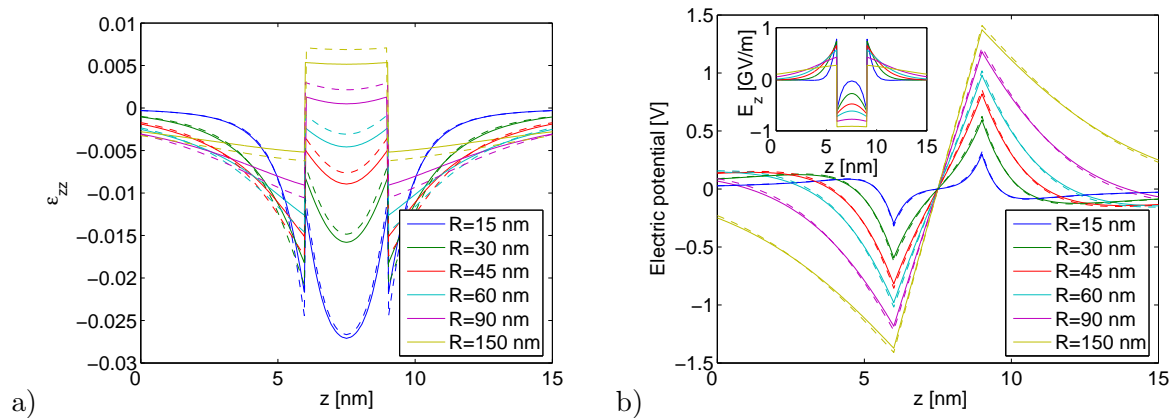 0.01
0.005
0
−0.005
−0.01
−0.015
−0.02
−0.025
−0.03
ε_zz
0 5 10 15
z [nm]
R=15 nm
R=30 nm
R=45 nm
R=60 nm
R=90 nm
R=150 nm
a)
1.5
1
0.5
0
−0.5
−1
−1.5
Electric potential [V]
0 5 10 15
z [nm]
1
0
−1
E_z [GV/m]
0 5 10 15
z [nm]
R=15 nm
R=30 nm
R=45 nm
R=60 nm
R=90 nm
R=150 nm
b)